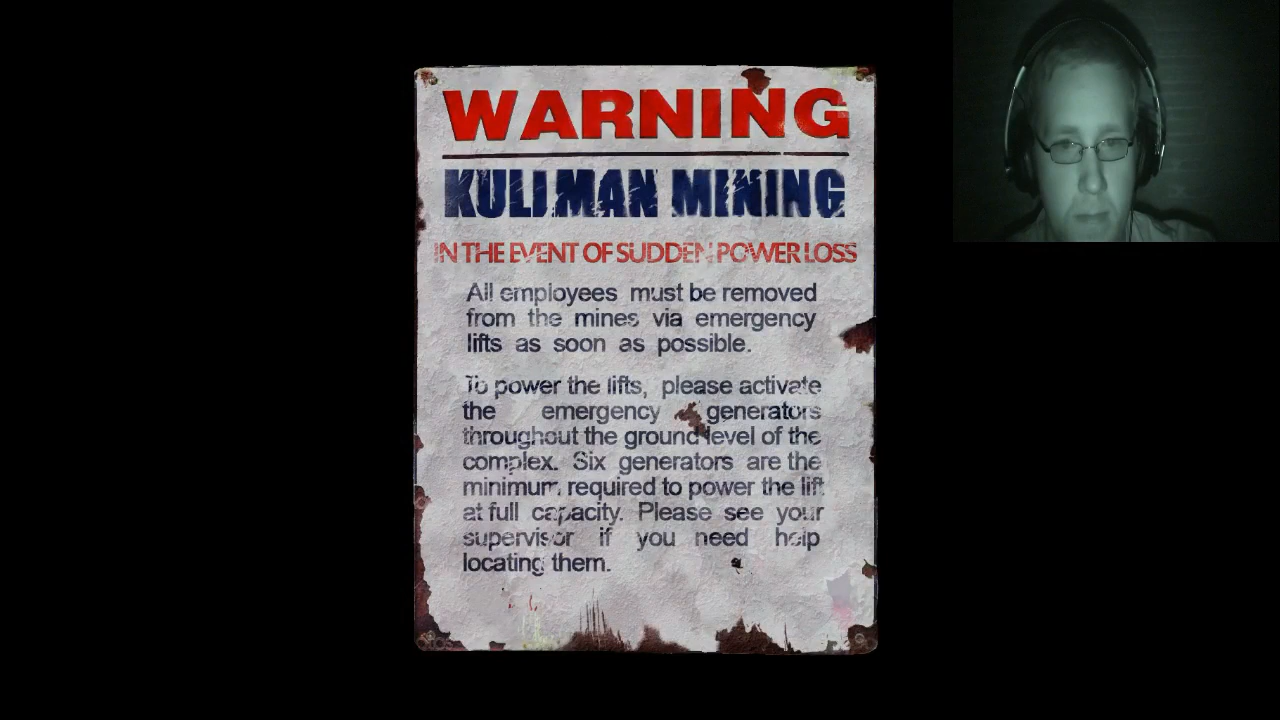 WARNING
KULLMAN MINING
IN THE EVENT OF SUDDEN POWER LOSS
All employees must be removed
from the mines via emergency
lifts as soon as possible.
To power the lifts, please activate
the emergency generators
throughout the ground level of the
complex. Six generators are the
minimum required to power the lift
at full capacity. Please see your
supervisor if you need help
locating them.